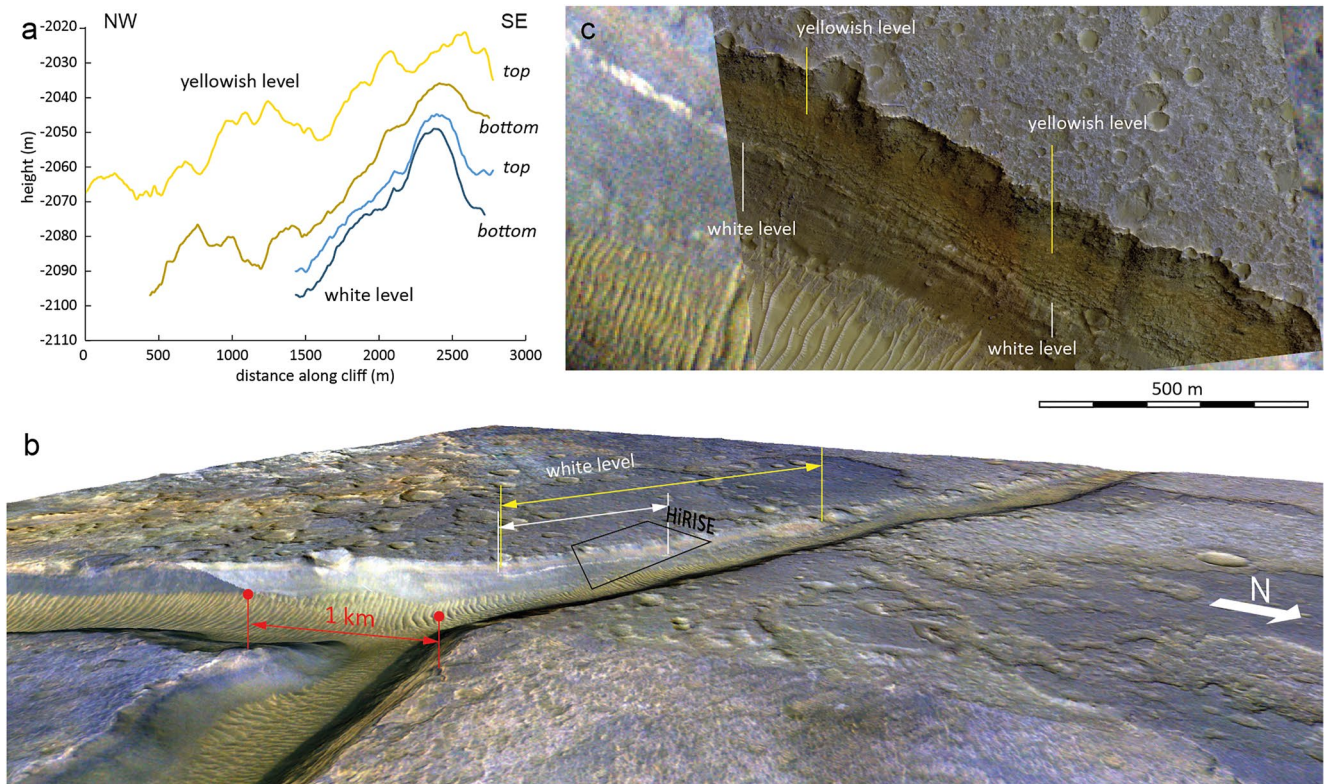 a
NW
SE
-2020
-2030
-2040
-2050
-2060
-2070
-2080
-2090
-2100
-2110
height (m)
0
500
1000
1500
2000
2500
3000
distance along cliff (m)
yellowish level
top
bottom
top
bottom
white level
c
yellowish level
yellowish level
white level
white level
500 m
b
white level
HiRISE
1 km
N